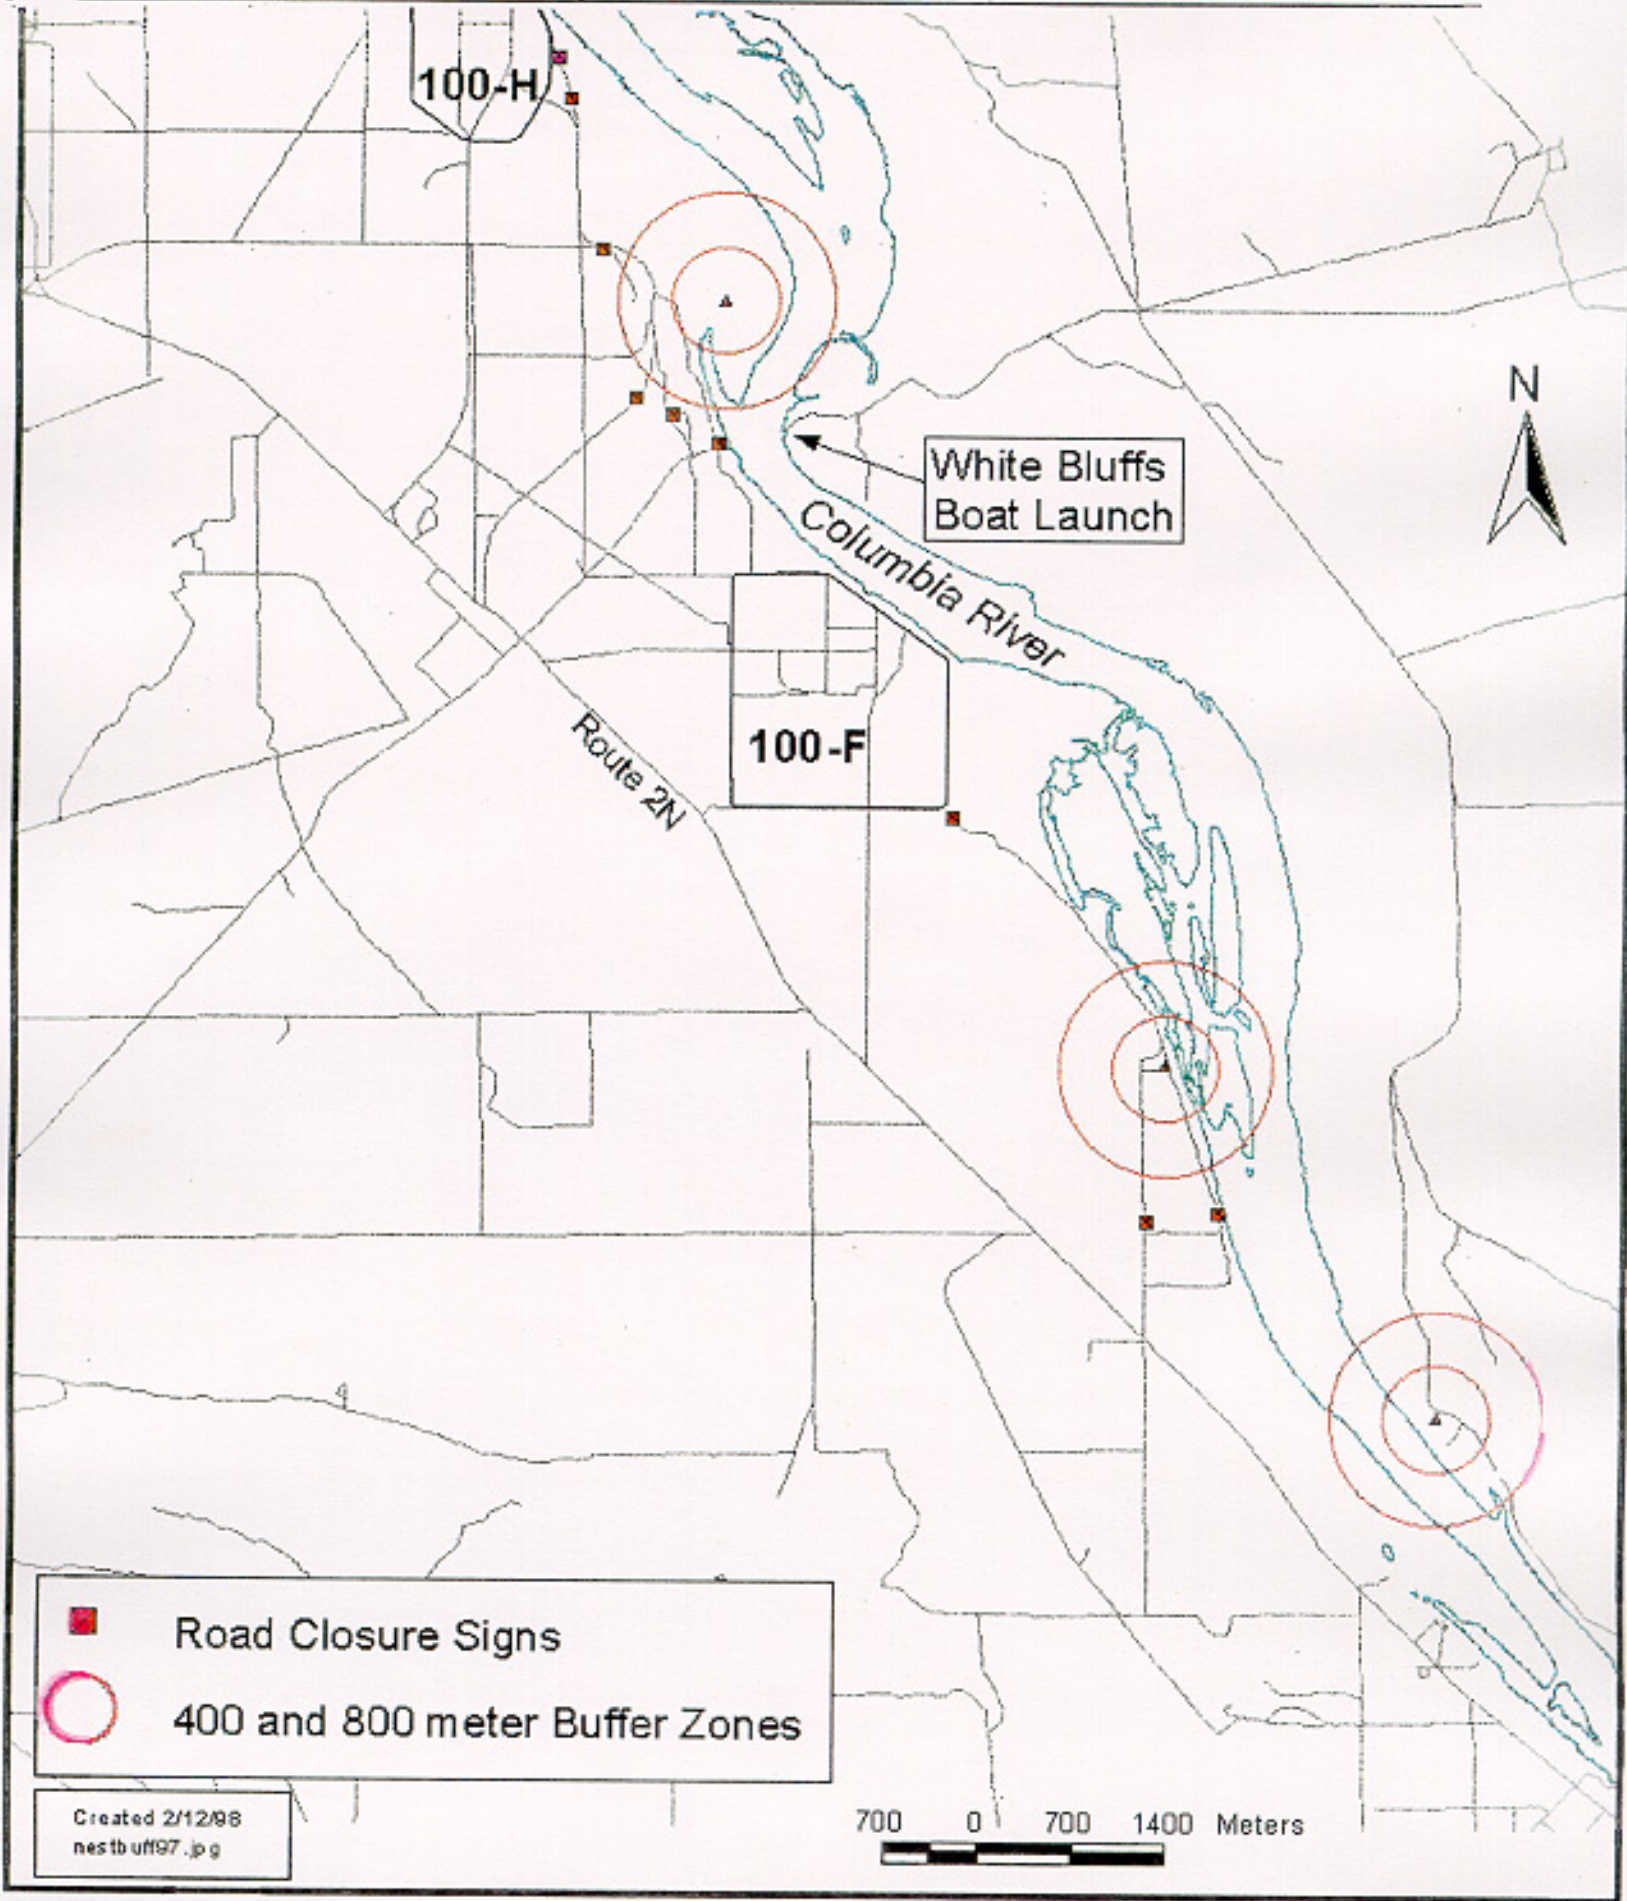 100-H
N
White Bluffs
Boat Launch
Columbia River
Route 2N
100-F
Road Closure Signs
400 and 800 meter Buffer Zones
Created 2/12/98
nestbuff97.jpg
700 0 700 1400 Meters